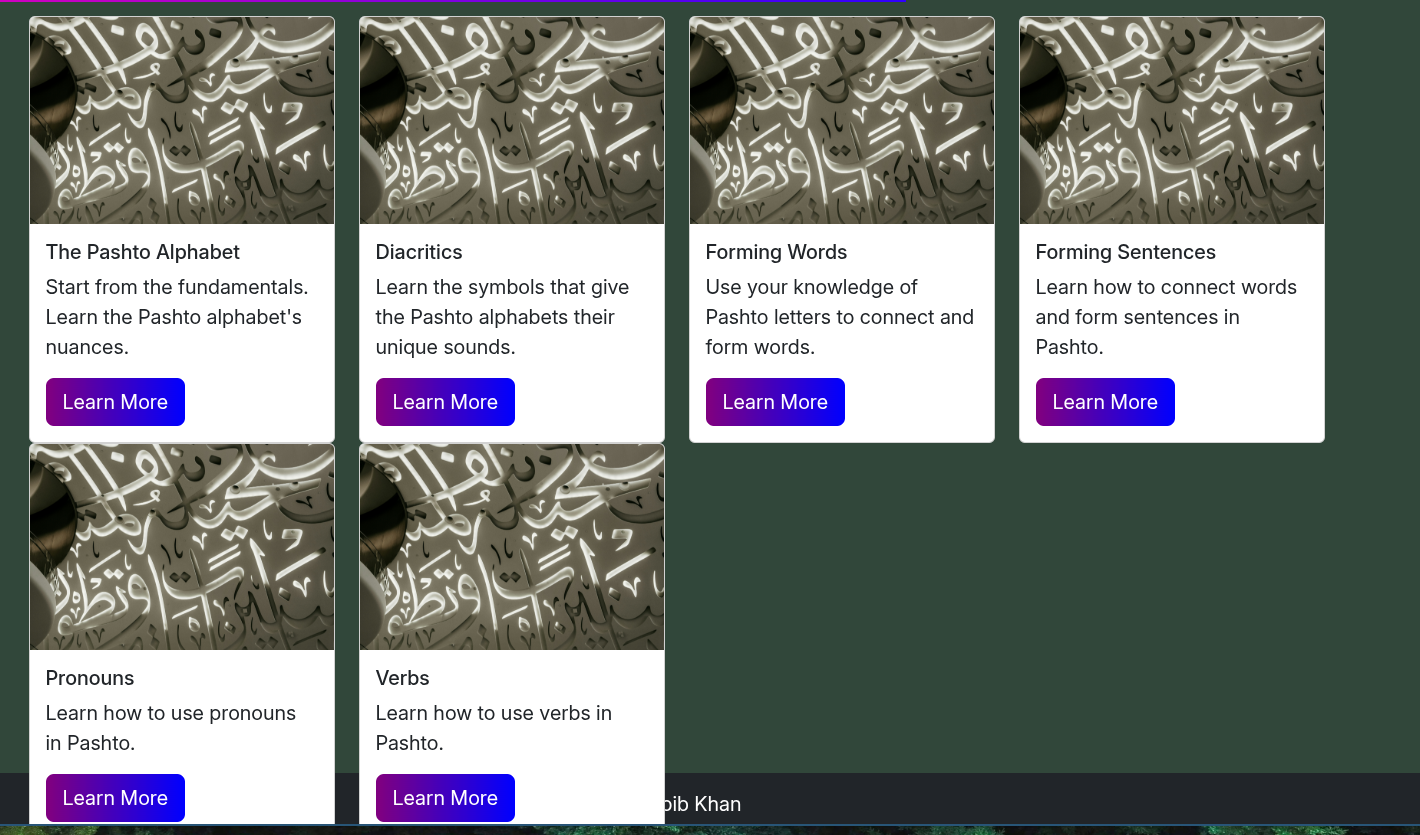 The Pashto Alphabet
Start from the fundamentals.
Learn the Pashto alphabet's
nuances.
Learn More
Diacritics
Learn the symbols that give
the Pashto alphabets their
unique sounds.
Learn More
Forming Words
Use your knowledge of
Pashto letters to connect and
form words.
Learn More
Forming Sentences
Learn how to connect words
and form sentences in
Pashto.
Learn More
Pronouns
Learn how to use pronouns
in Pashto.
Learn More
Verbs
Learn how to use verbs in
Pashto.
Learn More
Khan